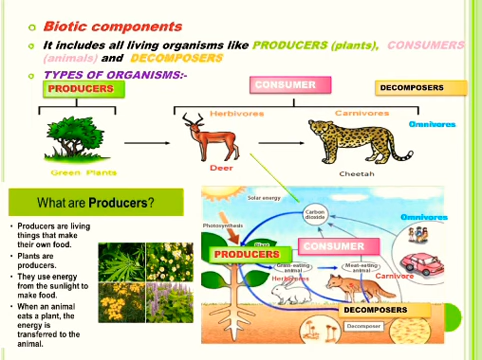 Biotic components
It includes all living organisms like PRODUCERS (plants), CONSUMERS
(animals) and DECOMPOSERS
TYPES OF ORGANISMS:-
PRODUCERS
CONSUMER
DECOMPOSERS
Herbivores
Carnivores
Omnivores
Green Plants
Deer
Cheetah
What are Producers?
Producers are living
things that make
their own food.
Plants are
producers.
They use energy
from the sunlight to
make food.
When an animal
eats a plant, the
energy is
transferred to the
animal.
Solar energy
Carbon
dioxide
Photosynthesis
Omnivores
PRODUCERS
CONSUMER
animal
Meat-eating
animal
Herbivores
Carnivore
DECOMPOSERS
Decomposer